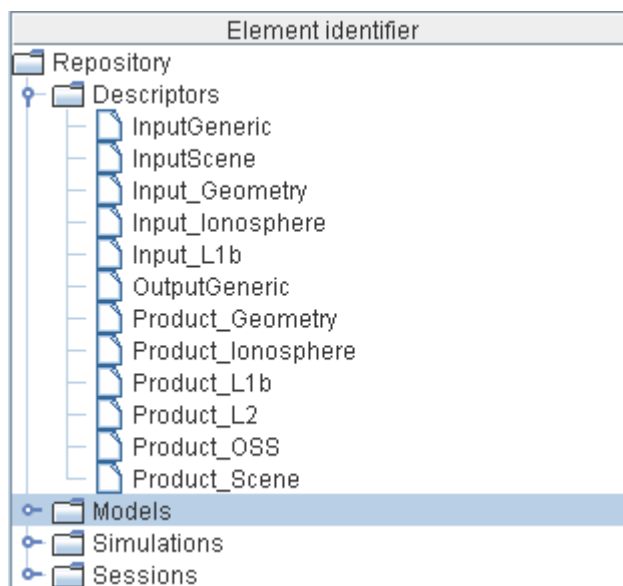 Element identifier
Repository
Descriptors
InputGeneric
InputScene
Input_Geometry
Input_Ionosphere
Input_L1b
OutputGeneric
Product_Geometry
Product_Ionosphere
Product_L1b
Product_L2
Product_OSS
Product_Scene
Models
Simulations
Sessions